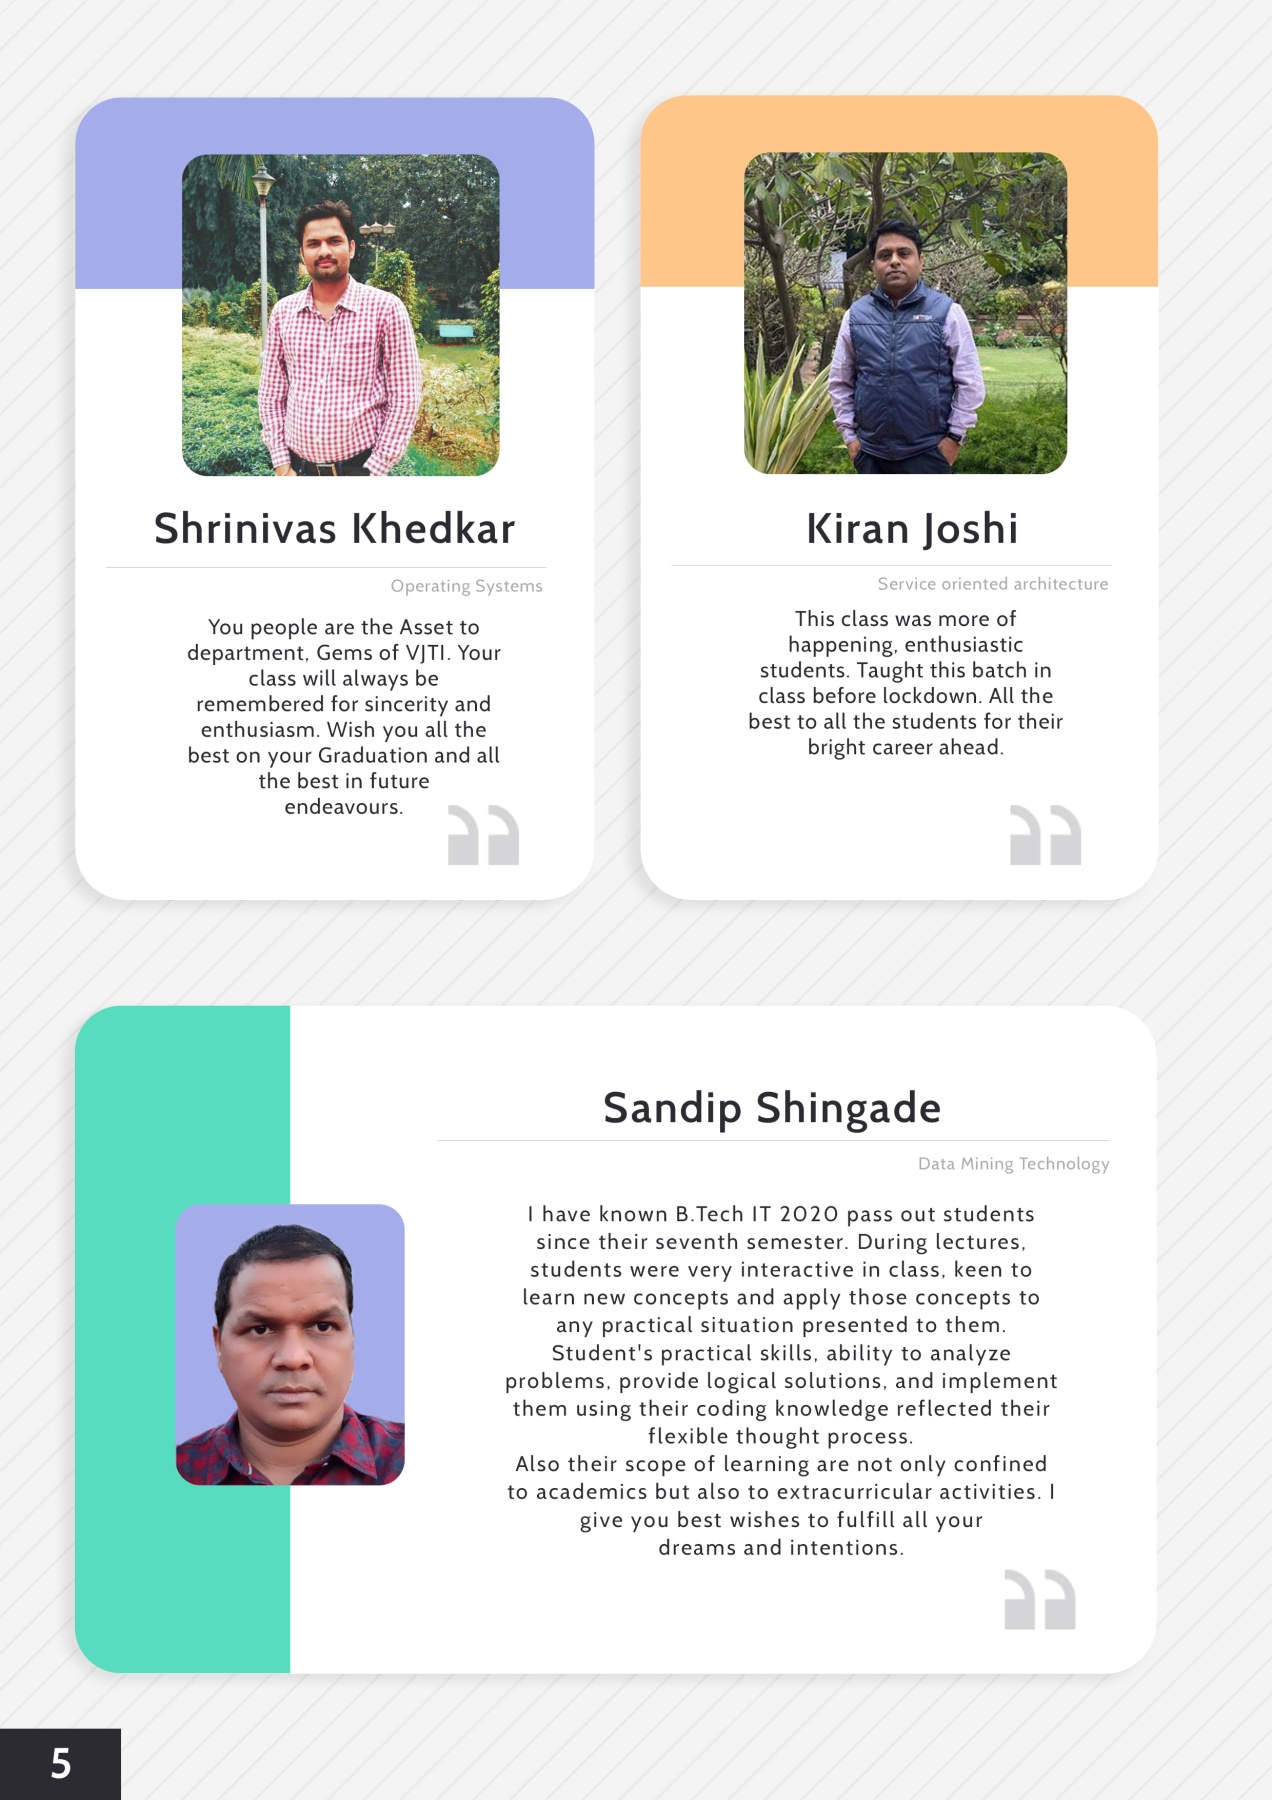 Shrinivas Khedkar
Operating Systems
You people are the Asset to
department, Gems of VJTI. Your
class will always be
remembered for sincerity and
enthusiasm. Wish you all the
best on your Graduation and all
the best in future
endeavours.
Kiran Joshi
Service oriented architecture
This class was more of
happening, enthusiastic
students. Taught this batch in
class before lockdown. All the
best to all the students for their
bright career ahead.
Sandip Shingade
Data Mining Technology
I have known B.Tech IT 2020 pass out students
since their seventh semester. During lectures,
students were very interactive in class, keen to
learn new concepts and apply those concepts to
any practical situation presented to them.
Student's practical skills, ability to analyze
problems, provide logical solutions, and implement
them using their coding knowledge reflected their
flexible thought process.
Also their scope of learning are not only confined
to academics but also to extracurricular activities. I
give you best wishes to fulfill all your
dreams and intentions.
5